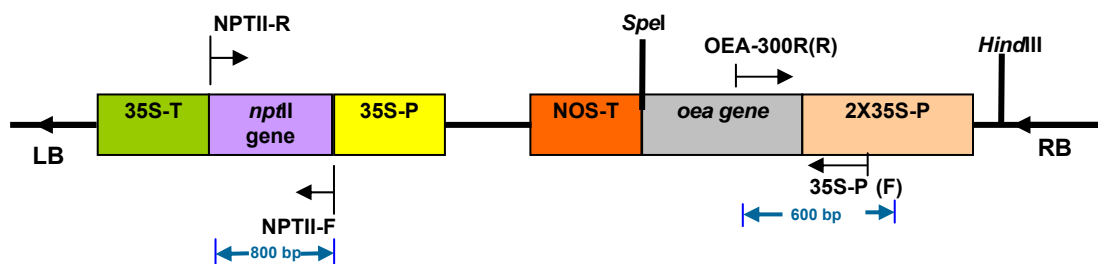 NPTII-R
SpeI
OEA-300R(R)
HindIII
35S-T
nptII
gene
35S-P
NOS-T
oea gene
2X35S-P
LB
RB
35S-P (F)
NPTII-F
600 bp
800 bp